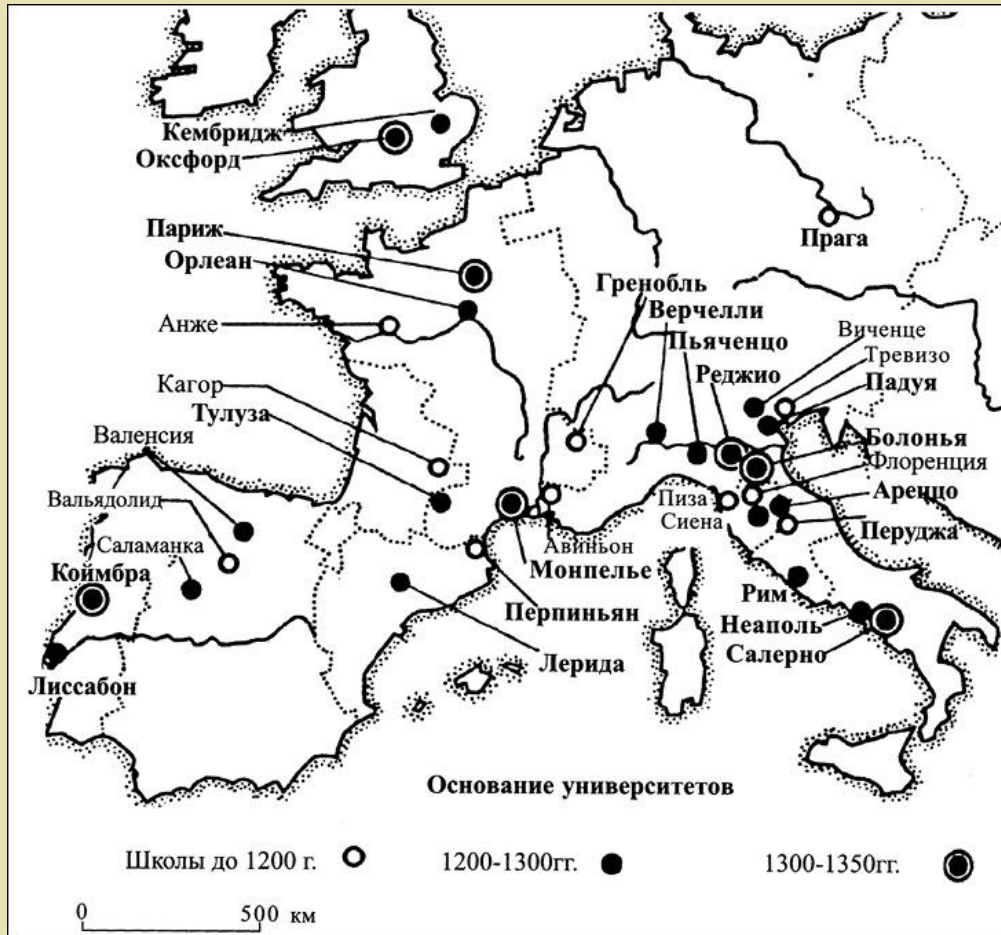 Кембридж
Оксфорд
Париж
Орлеан
Анже
Кагор
Тулуза
Валенсия
Вальядолид
Саламанка
Коймбра
Лиссабон
Прага
Гренобль
Верчелли
Пьяченцо
Реджио
Виченце
Тревизо
Падуя
Болонья
Флоренция
Пиза
Сиена
Ареццо
Перуджа
Авиньон
Монпелье
Перпиньян
Лерида
Рим
Неаполь
Салерно
Основание университетов
Школы до 1200 г.
1200-1300гг.
1300-1350гг.
0 500 км